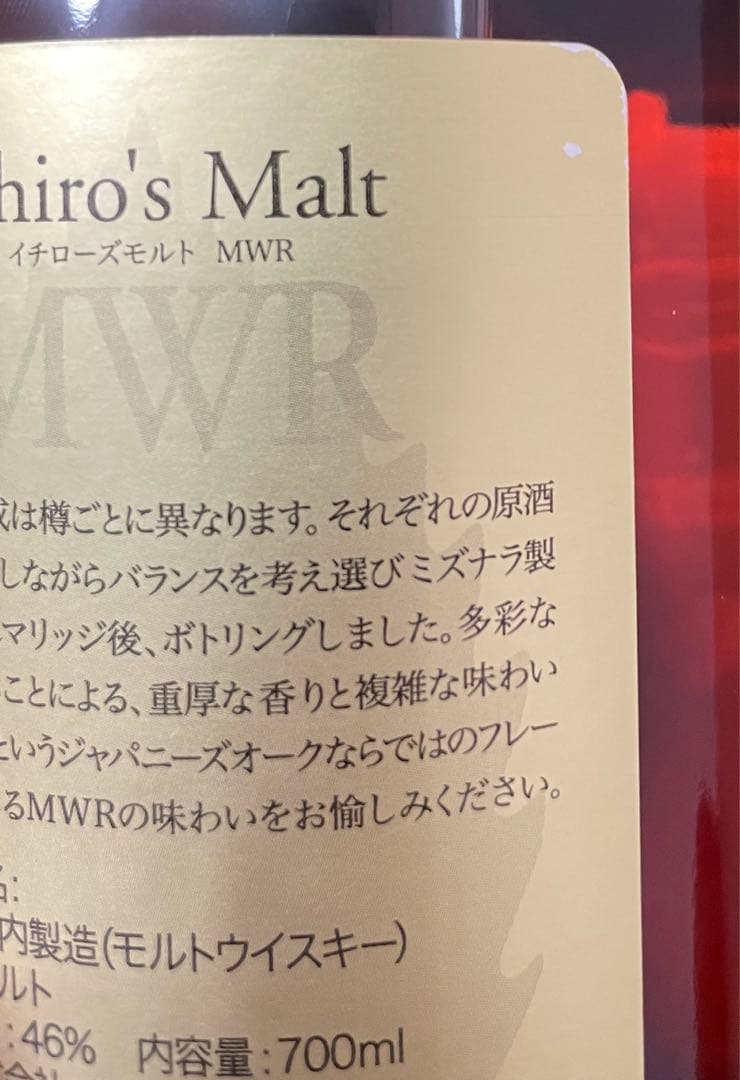 hiro's Malt
イチローズモルト MWR
MWR
は樽ごとに異なります。それぞれの原酒
しながらバランスを考え選びミズナラ製
マリッジ後、ボトリングしました。多彩な
ことによる、重厚な香りと複雑な味わい
というジャパニーズオークならではのフレー
るMWRの味わいをお愉しみください。
名:
内製造(モルトウイスキー)
ルト
:46% 内容量:700ml